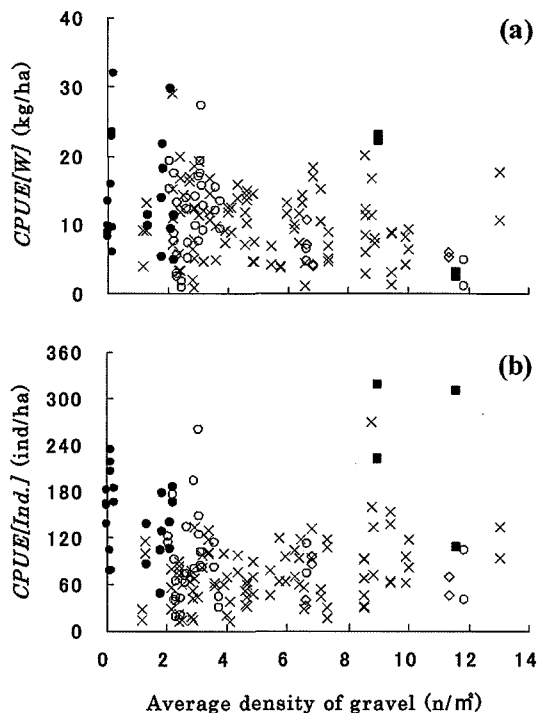 (a)
CPUE[W] (kg/ha)
40
30
20
10
0
(b)
CPUE[Ind.] (ind/ha)
360
300
240
180
120
60
0
0 2 4 6 8 10 12 14
Average density of gravel (n/㎡)